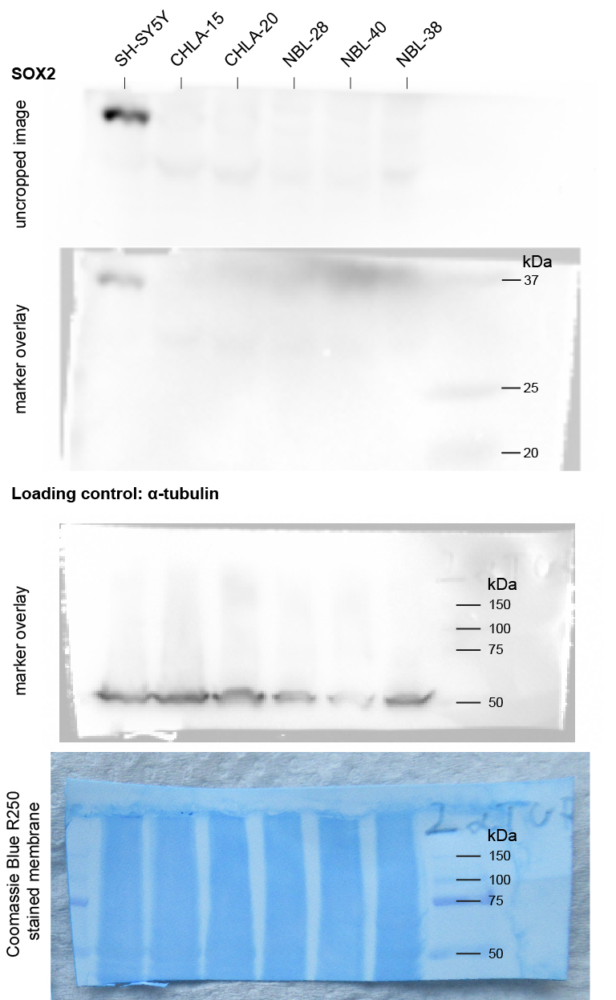 SH-SY5Y
CHLA-15
CHLA-20
NBL-28
NBL-40
NBL-38
SOX2
uncropped image
marker overlay
kDa
37
25
20
Loading control: α-tubulin
marker overlay
kDa
150
100
75
50
Coomassie Blue R250
stained membrane
2 αTU
kDa
150
100
75
50